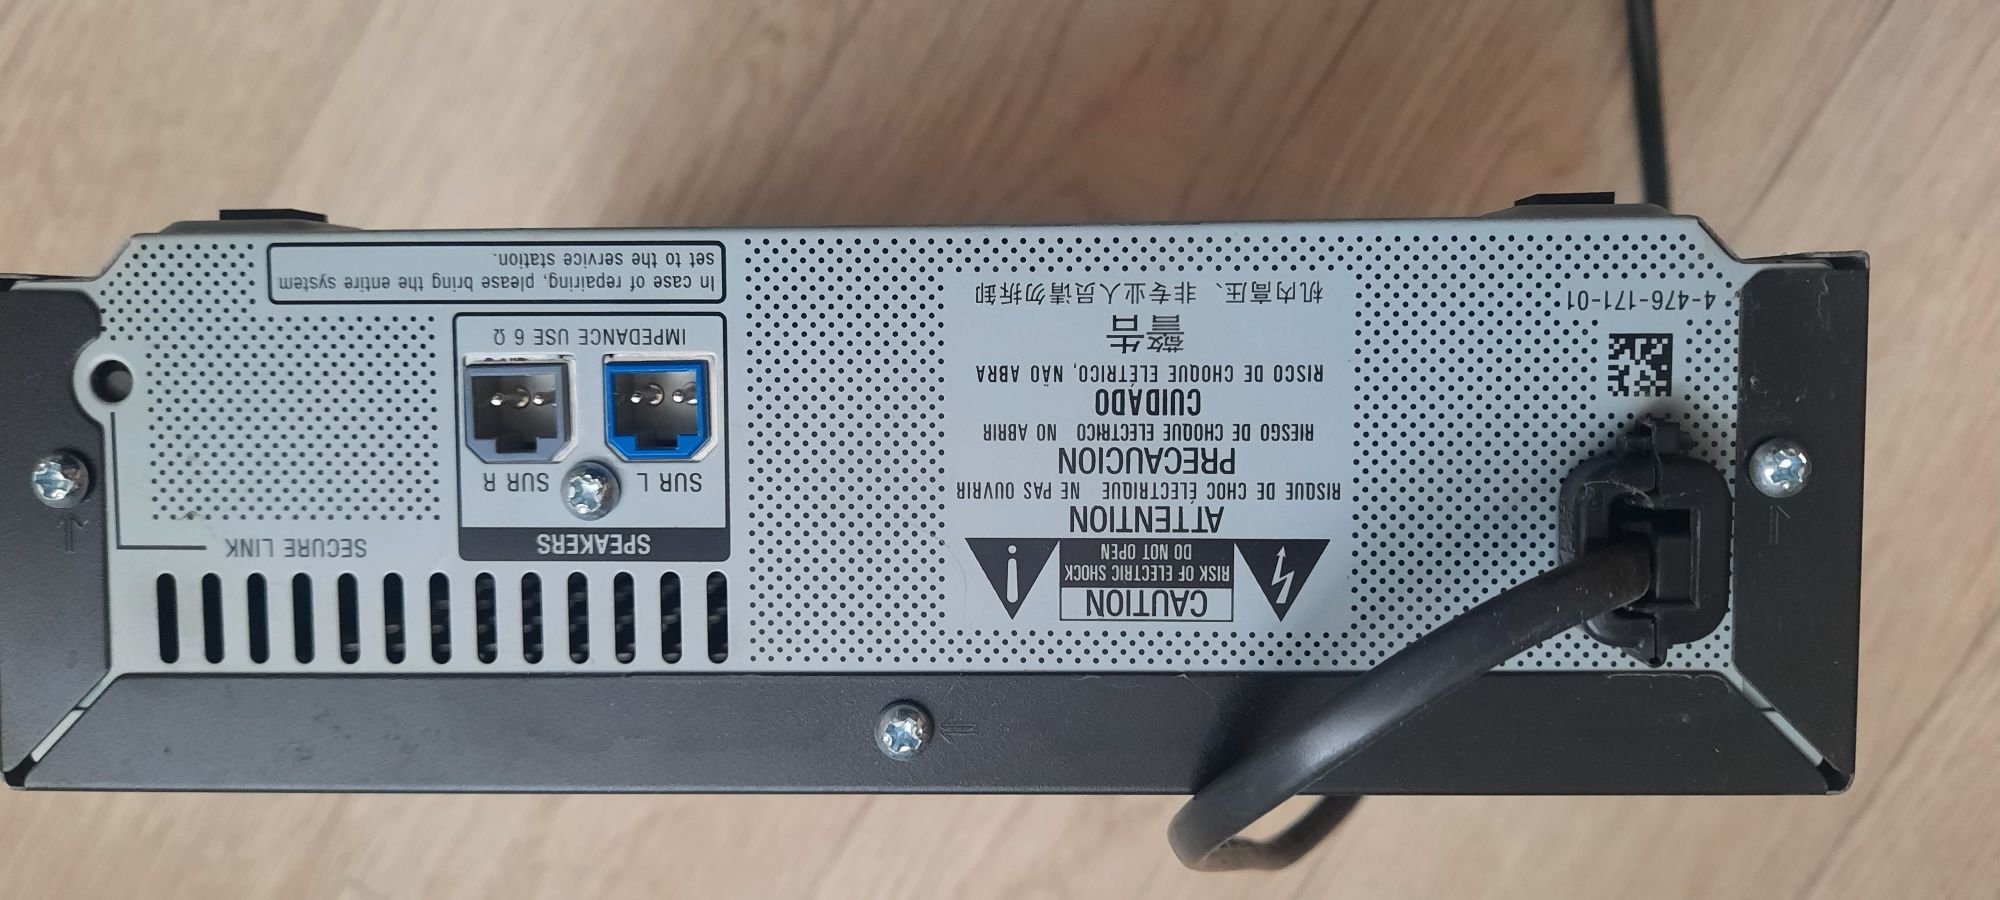 SECURE LINK
SPEAKERS
SUR L
SUR R
IMPEDANCE USE 6 Ω
In case of repairing, please bring the entire system
set to the service station.
CAUTION
RISK OF ELECTRIC SHOCK
DO NOT OPEN
ATTENTION
RISQUE DE CHOC ÉLECTRIQUE NE PAS OUVRIR
PRECAUCION
RIESGO DE CHOQUE ELECTRICO NO ABRIR
CUIDADO
RISCO DE CHOQUE ELÉTRICO, NÃO ABRA
警告
机内高压、非专业人员请勿拆卸
4-476-171-01